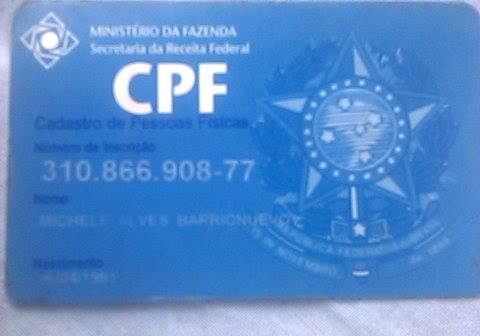 MINISTÉRIO DA FAZENDA
Secretaria da Receita Federal
CPF
Cadastro de Pessoas Físicas
Número de Inscrição
310.866.908-77
Nome
MICHELE ALVES BARRIONUEVO
Nascimento